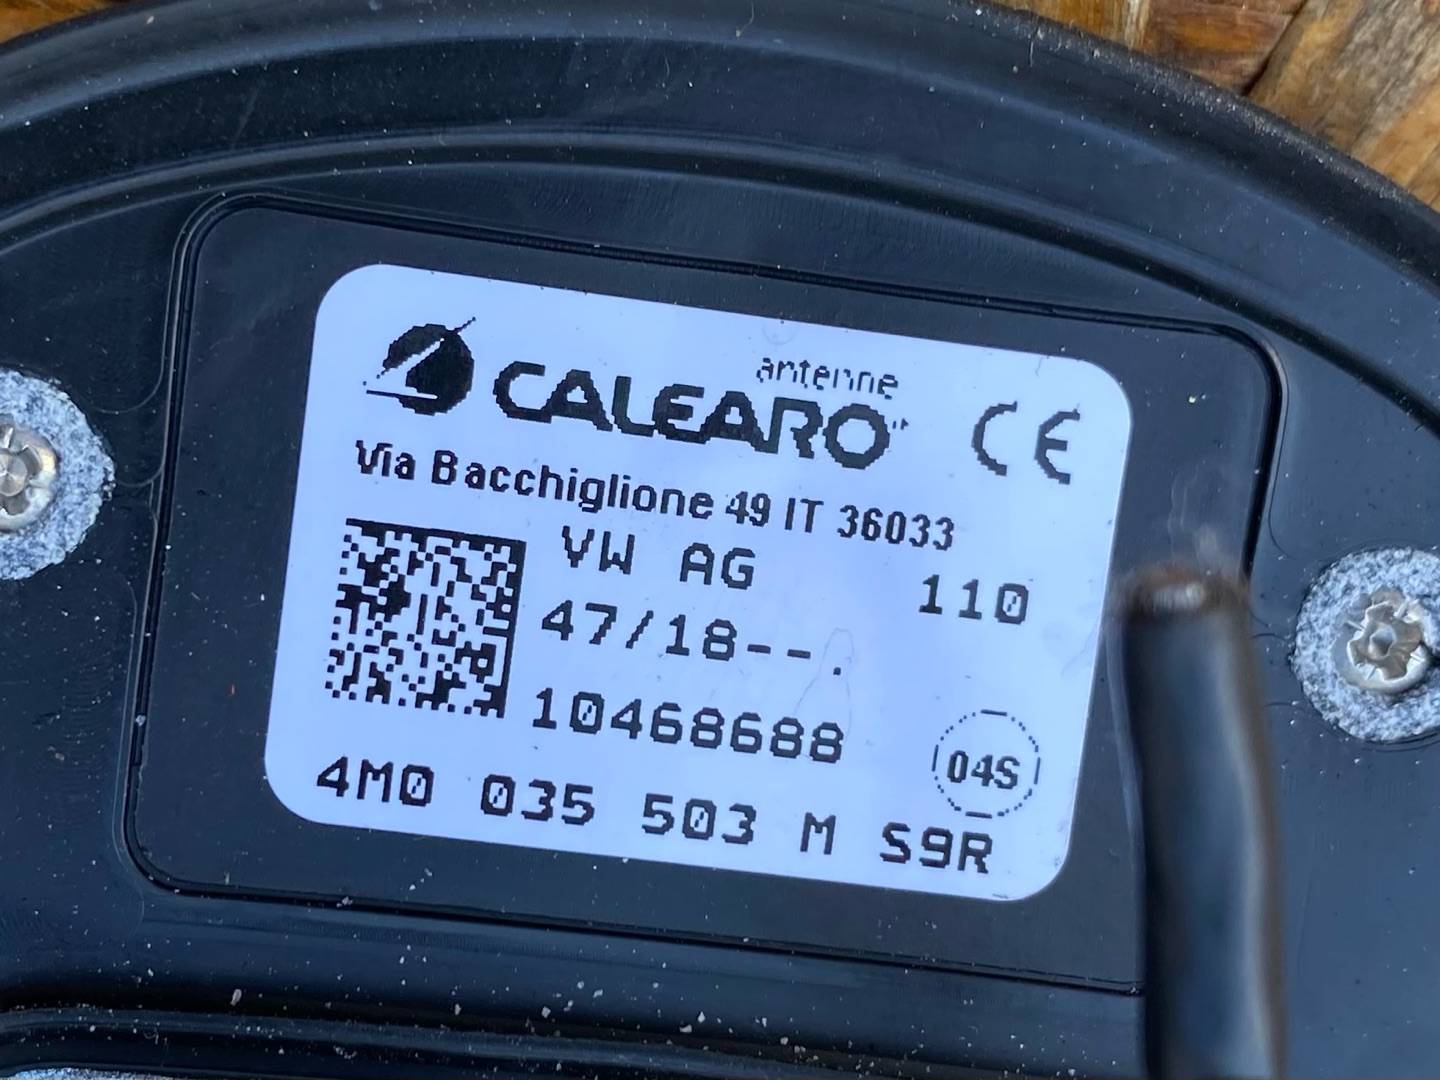 antenne
CALEARO
CE
Via Bacchiglione 49 IT 36033
VW AG
110
47/18--.
10468688
04S
4M0 035 503 M S9R